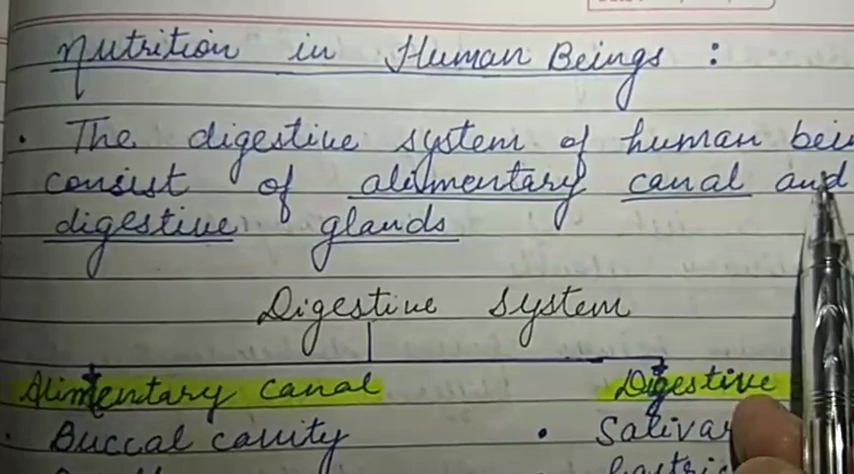 Nutrition in Human Beings :
• The digestive system of human bein
consist of alimentary canal and
digestive glands
Digestive System
Alimentary canal Digestive
• Buccal cavity • Salivar